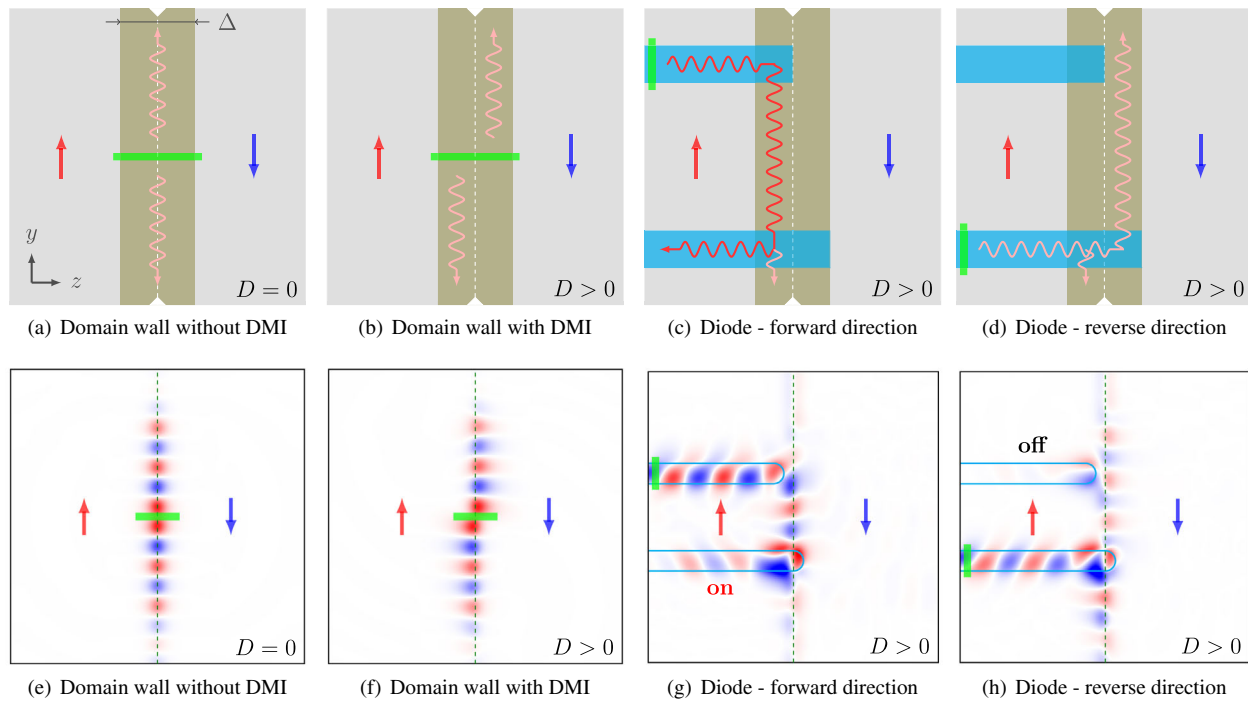 Δ
y
z
D = 0
D > 0
D > 0
D > 0
(a) Domain wall without DMI
(b) Domain wall with DMI
(c) Diode - forward direction
(d) Diode - reverse direction
off
on
D = 0
D > 0
D > 0
D > 0
(e) Domain wall without DMI
(f) Domain wall with DMI
(g) Diode - forward direction
(h) Diode - reverse direction